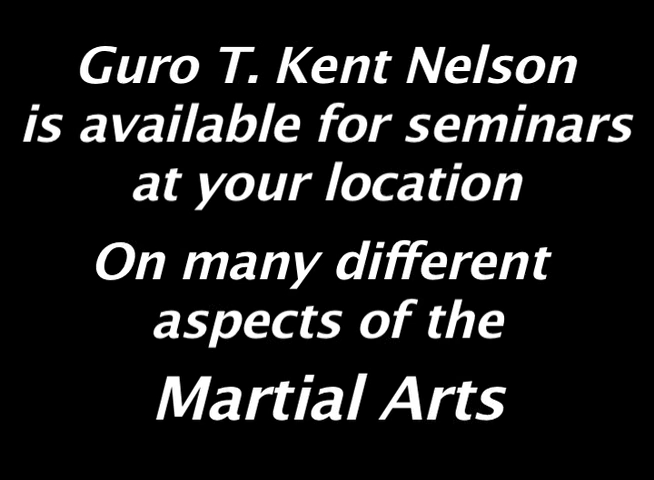 Guro T. Kent Nelson
is available for seminars
at your location
On many different
aspects of the
Martial Arts